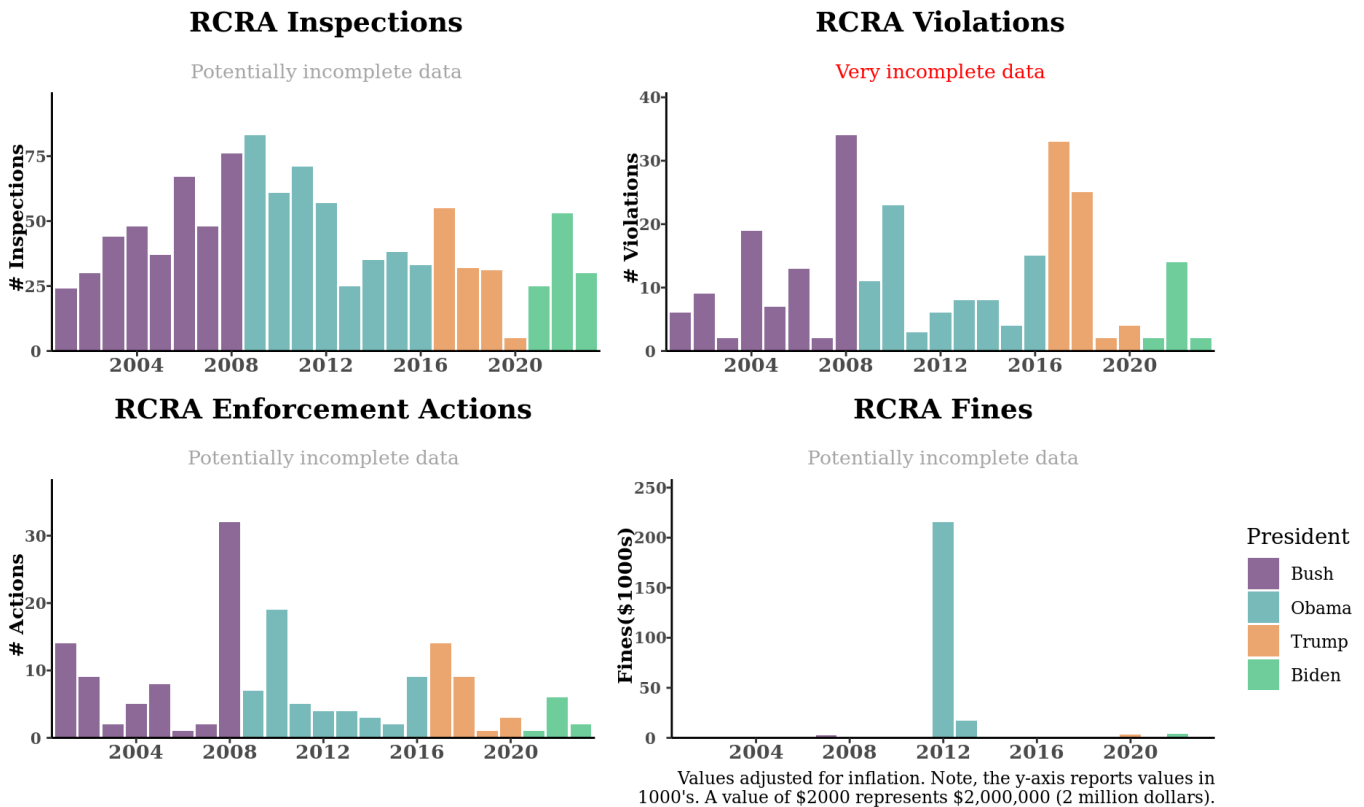 RCRA Inspections
Potentially incomplete data
# Inspections
75
50
25
0
2004 2008 2012 2016 2020
RCRA Violations
Very incomplete data
# Violations
40
30
20
10
0
2004 2008 2012 2016 2020
RCRA Enforcement Actions
Potentially incomplete data
# Actions
30
20
10
0
2004 2008 2012 2016 2020
RCRA Fines
Potentially incomplete data
Fines($1000s)
250
200
150
100
50
0
2004 2008 2012 2016 2020
President
Bush
Obama
Trump
Biden
Values adjusted for inflation. Note, the y-axis reports values in
1000's. A value of $2000 represents $2,000,000 (2 million dollars).